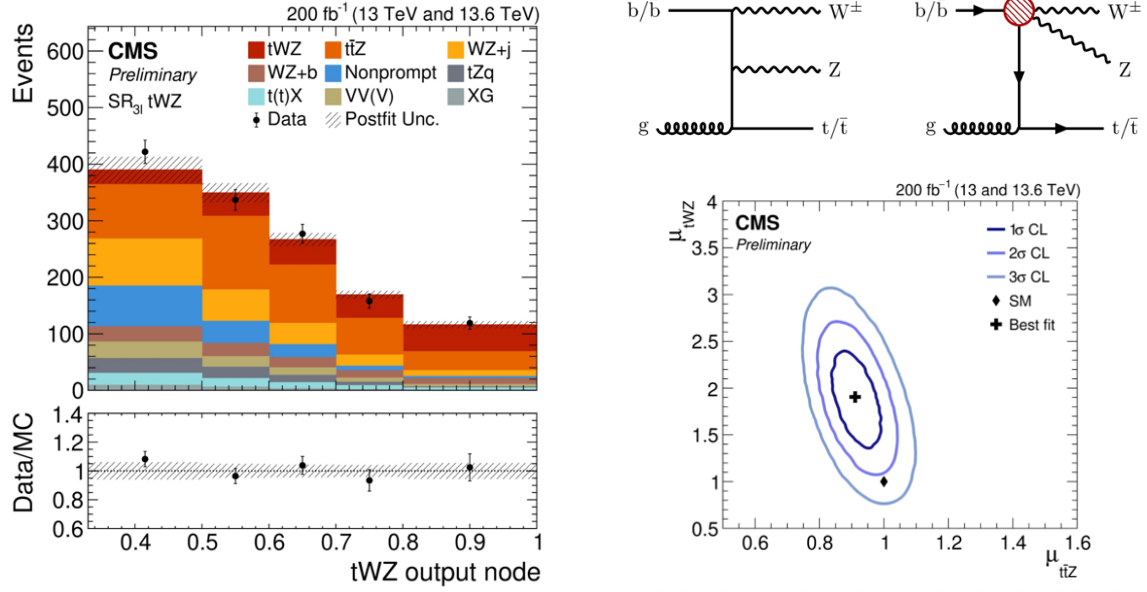 200 fb⁻¹ (13 TeV and 13.6 TeV)
Events
600
500
400
300
200
100
0
CMS
Preliminary
SR₃ₗ tWZ
tWZ tt̄Z WZ+j
WZ+b Nonprompt tZq
t(t)X VV(V) XG
Data Postfit Unc.
Data/MC
1.4
1.2
1
0.8
0.6
0.4 0.5 0.6 0.7 0.8 0.9 1
tWZ output node
b/b W±
Z
g t/t̄
b/b W±
Z
g t/t̄
200 fb⁻¹ (13 and 13.6 TeV)
μtWZ
4
3.5
3
2.5
2
1.5
1
0.5
CMS
Preliminary
1σ CL
2σ CL
3σ CL
SM
Best fit
0.6 0.8 1 1.2 1.4 1.6
μtt̄Z